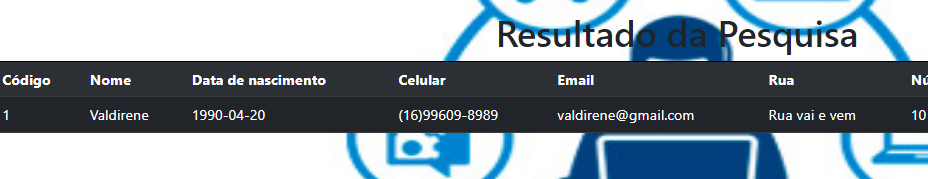 Resultado da Pesquisa
Código Nome Data de nascimento Celular Email Rua
1 Valdirene 1990-04-20 (16)99609-8989 valdirene@gmail.com Rua vai e vem 10